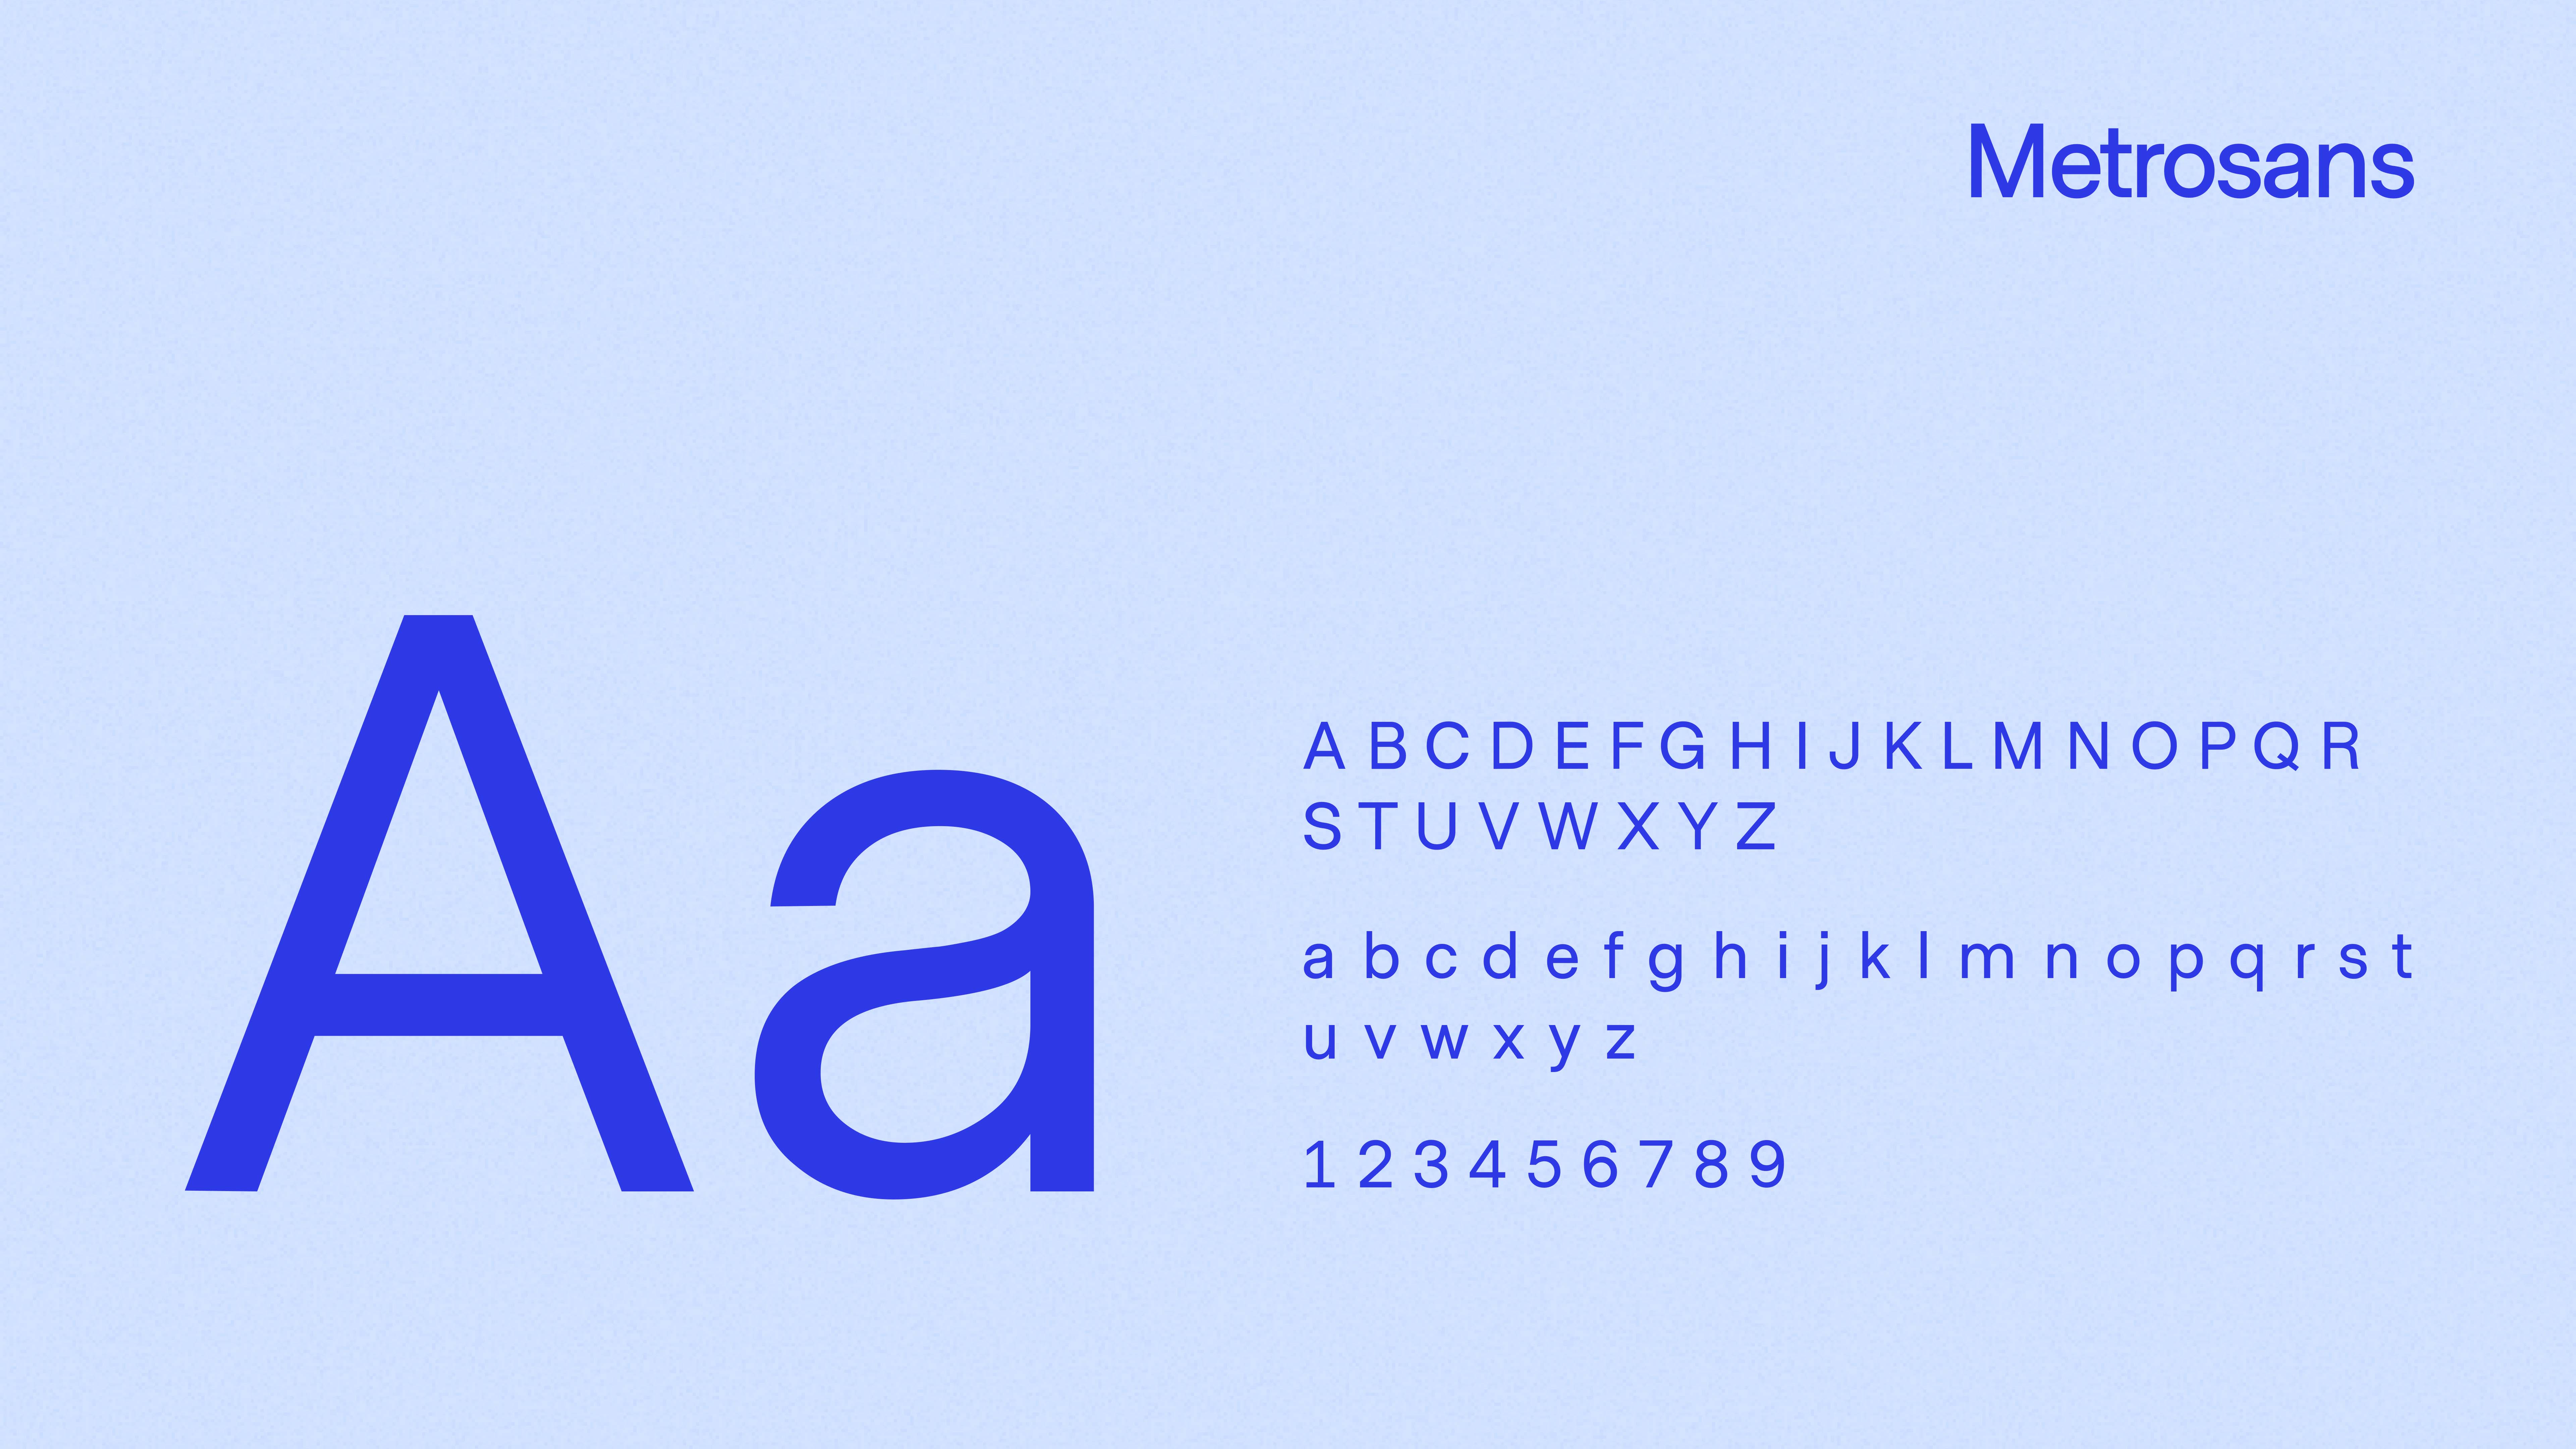 Metrosans
Aa
A B C D E F G H I J K L M N O P Q R
S T U V W X Y Z
a b c d e f g h i j k l m n o p q r s t
u v w x y z
1 2 3 4 5 6 7 8 9